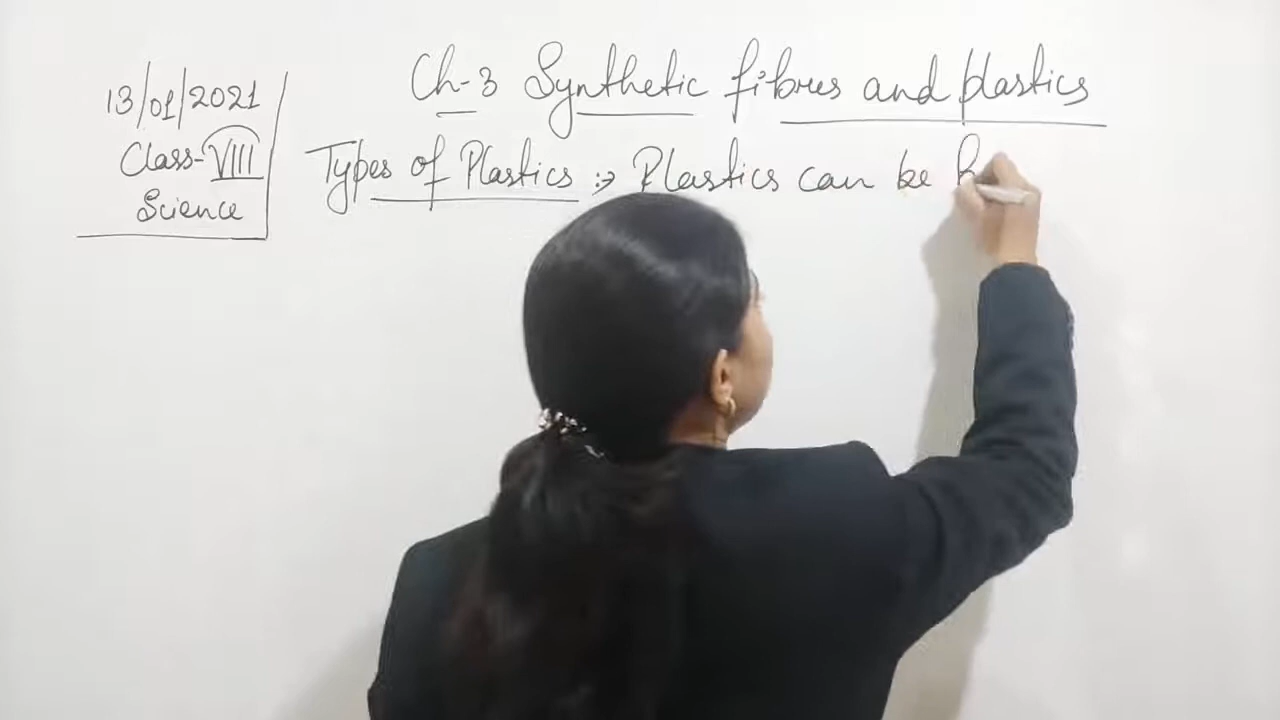 13/01/2021
Class-VIII
Science
Ch-3 Synthetic fibres and plastics
Types of Plastics :→ Plastics can be